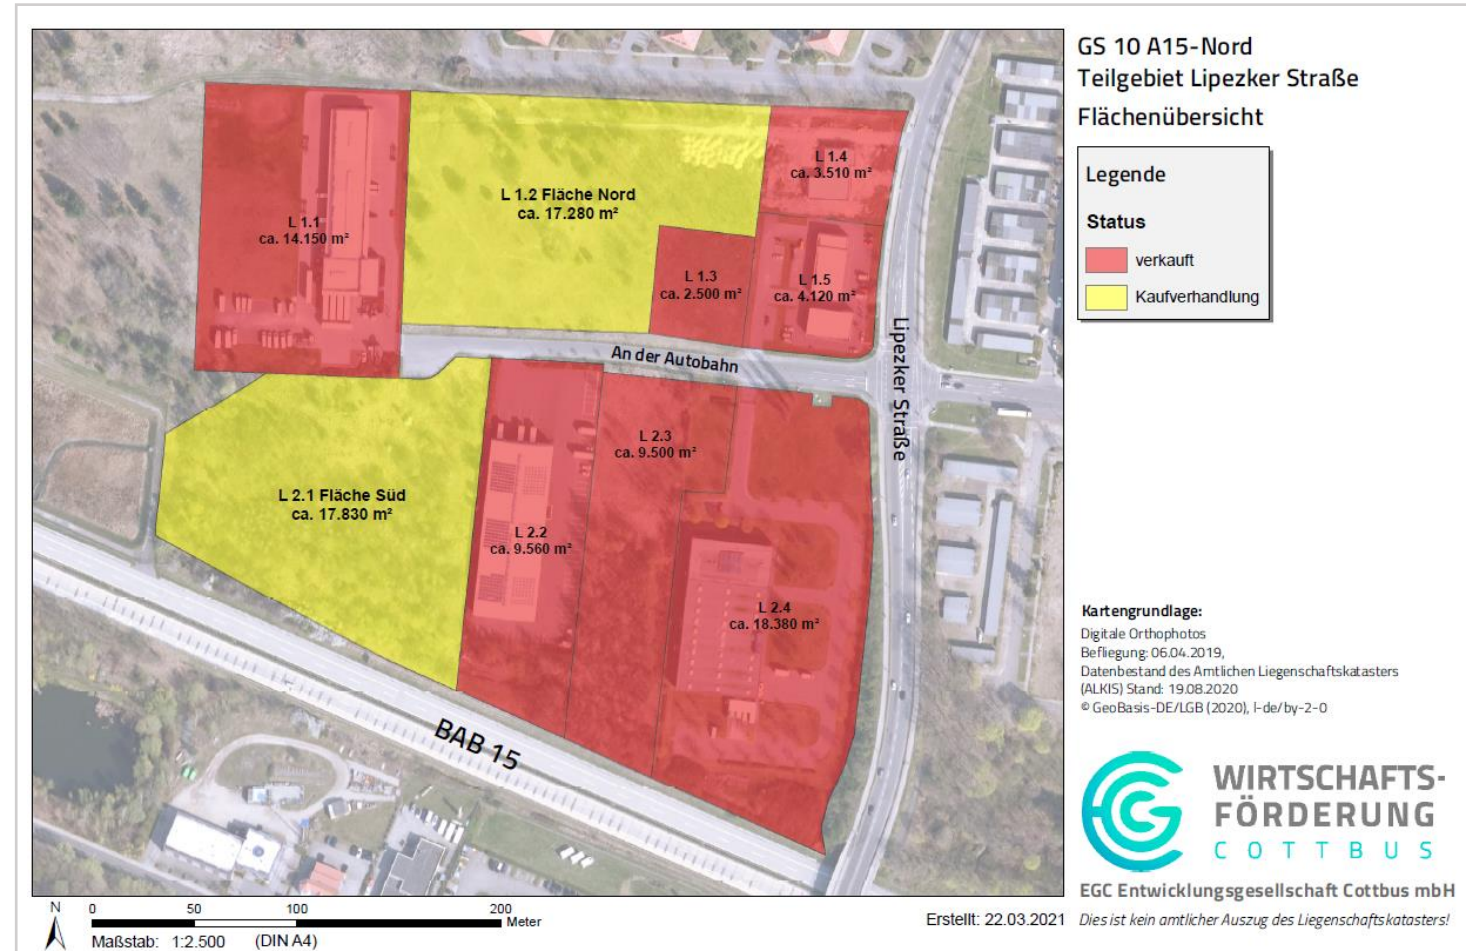 GS 10 A15-Nord
Teilgebiet Lipezker Straße
Flächenübersicht
Legende
Status
verkauft
Kaufverhandlung
L 1.1
ca. 14.150 m²
L 1.2 Fläche Nord
ca. 17.280 m²
L 1.4
ca. 3.510 m²
L 1.3
ca. 2.500 m²
L 1.5
ca. 4.120 m²
An der Autobahn
Lipezker Straße
L 2.1 Fläche Süd
ca. 17.830 m²
L 2.2
ca. 9.560 m²
L 2.3
ca. 9.500 m²
L 2.4
ca. 18.380 m²
BAB 15
Kartengrundlage:
Digitale Orthophotos
Befliegung: 06.04.2019,
Datenbestand des Amtlichen Liegenschaftskatasters
(ALKIS) Stand: 19.08.2020
© GeoBasis-DE/LGB (2020), l-de/by-2-0
WIRTSCHAFTS-
FÖRDERUNG
COTTBUS
EGC Entwicklungsgesellschaft Cottbus mbH
N
0 50 100 200
Meter
Maßstab: 1:2.500 (DIN A4)
Erstellt: 22.03.2021
Dies ist kein amtlicher Auszug des Liegenschaftskatasters!